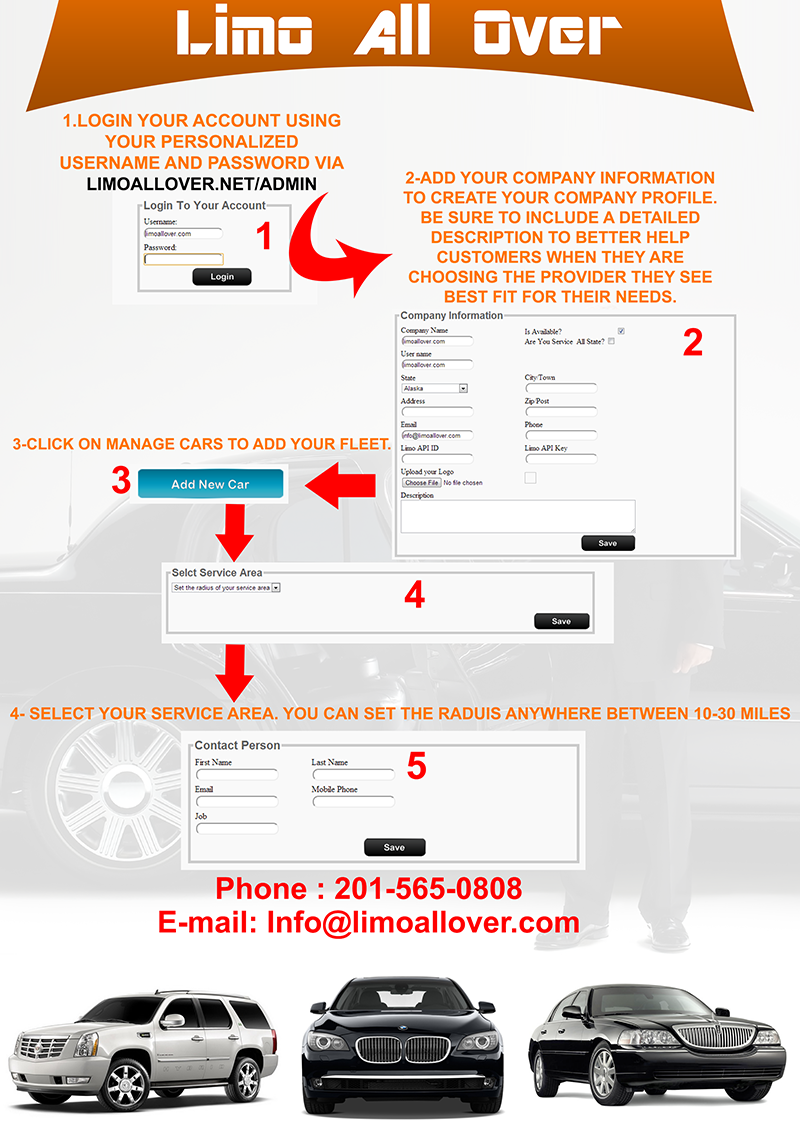 Limo All Over
1.LOGIN YOUR ACCOUNT USING
YOUR PERSONALIZED
USERNAME AND PASSWORD VIA
LIMOALLOVER.NET/ADMIN
Login To Your Account
Username:
limoallover.com
1
Password:
Login
2-ADD YOUR COMPANY INFORMATION
TO CREATE YOUR COMPANY PROFILE.
BE SURE TO INCLUDE A DETAILED
DESCRIPTION TO BETTER HELP
CUSTOMERS WHEN THEY ARE
CHOOSING THE PROVIDER THEY SEE
BEST FIT FOR THEIR NEEDS.
Company Information
Company Name
Is Available?
limoallover.com
Are You Service All State?
2
User name
limoallover.com
State
City/Town
Alaska
Address
Zip/Post
Email
Phone
info@limoallover.com
Limo API ID
Limo API Key
Upload your Logo
Choose File No file chosen
Description
Save
3-CLICK ON MANAGE CARS TO ADD YOUR FLEET.
3
Add New Car
Selct Service Area
Set the radius of your service area
4
Save
4- SELECT YOUR SERVICE AREA. YOU CAN SET THE RADUIS ANYWHERE BETWEEN 10-30 MILES
Contact Person
First Name
Last Name
5
Email
Mobile Phone
Job
Save
Phone : 201-565-0808
E-mail: Info@limoallover.com